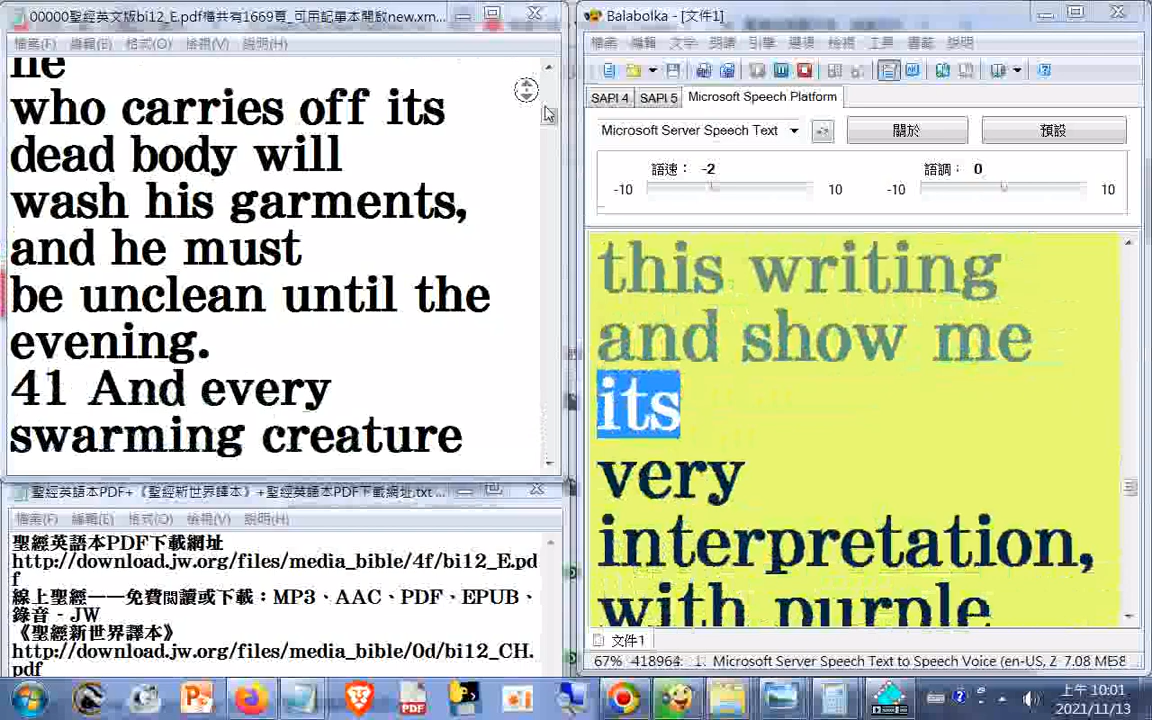 00000聖經英文版bi12_E.pdf檔共有1669頁_可用記事本開啟new.xm...
檔案(F) 編輯(E) 格式(O) 檢視(V) 說明(H)
he
who carries off its
dead body will
wash his garments,
and he must
be unclean until the
evening.
41 And every
swarming creature
聖經英語本PDF+《聖經新世界譯本》+聖經英語本PDF下載網址.txt ...
檔案(F) 編輯(E) 格式(O) 檢視(V) 說明(H)
聖經英語本PDF下載網址
http://download.jw.org/files/media_bible/4f/bi12_E.pd
f
線上聖經——免費閱讀或下載：MP3、AAC、PDF、EPUB、
錄音 - JW
《聖經新世界譯本》
http://download.jw.org/files/media_bible/0d/bi12_CH.
pdf
Balabolka - [文件1]
檔案 編輯 文字 朗讀 引擎 選項 檢視 工具 書籤 說明
SAPI 4 SAPI 5 Microsoft Speech Platform
Microsoft Server Speech Text 關於 預設
語速： -2 語調： 0
-10 10 -10 10
this writing
and show me
its
very
interpretation,
with purple
文件1
67% 418964: 1. Microsoft Server Speech Text to Speech Voice (en-US, Z 7.08 MB
PDF
上午 10:01
2021/11/13